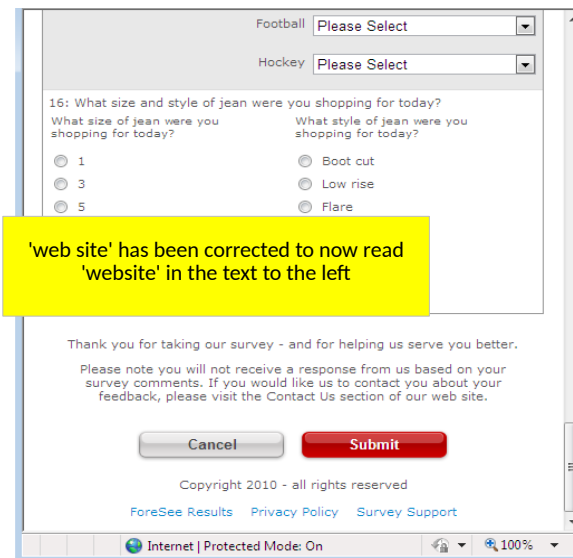 Football Please Select
Hockey Please Select
16: What size and style of jean were you shopping for today?
What size of jean were you
shopping for today?
What style of jean were you
shopping for today?
1 Boot cut
3 Low rise
5 Flare
'web site' has been corrected to now read
'website' in the text to the left
Thank you for taking our survey - and for helping us serve you better.
Please note you will not receive a response from us based on your
survey comments. If you would like us to contact you about your
feedback, please visit the Contact Us section of our web site.
Cancel Submit
Copyright 2010 - all rights reserved
ForeSee Results Privacy Policy Survey Support
Internet | Protected Mode: On 100%